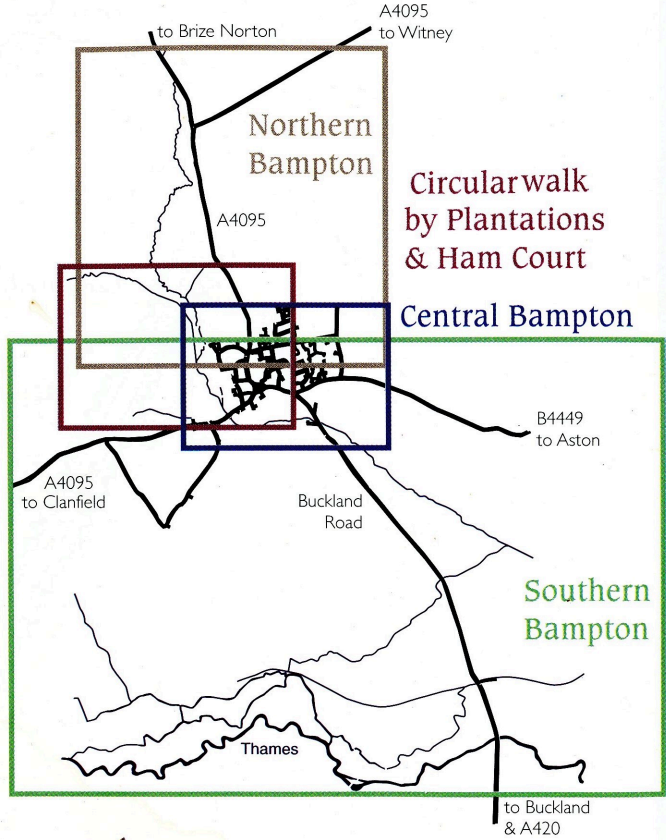 to Brize Norton
A4095
to Witney
Northern
Bampton
Circular walk
by Plantations
& Ham Court
A4095
Central Bampton
B4449
to Aston
A4095
to Clanfield
Buckland
Road
Southern
Bampton
Thames
to Buckland
& A420